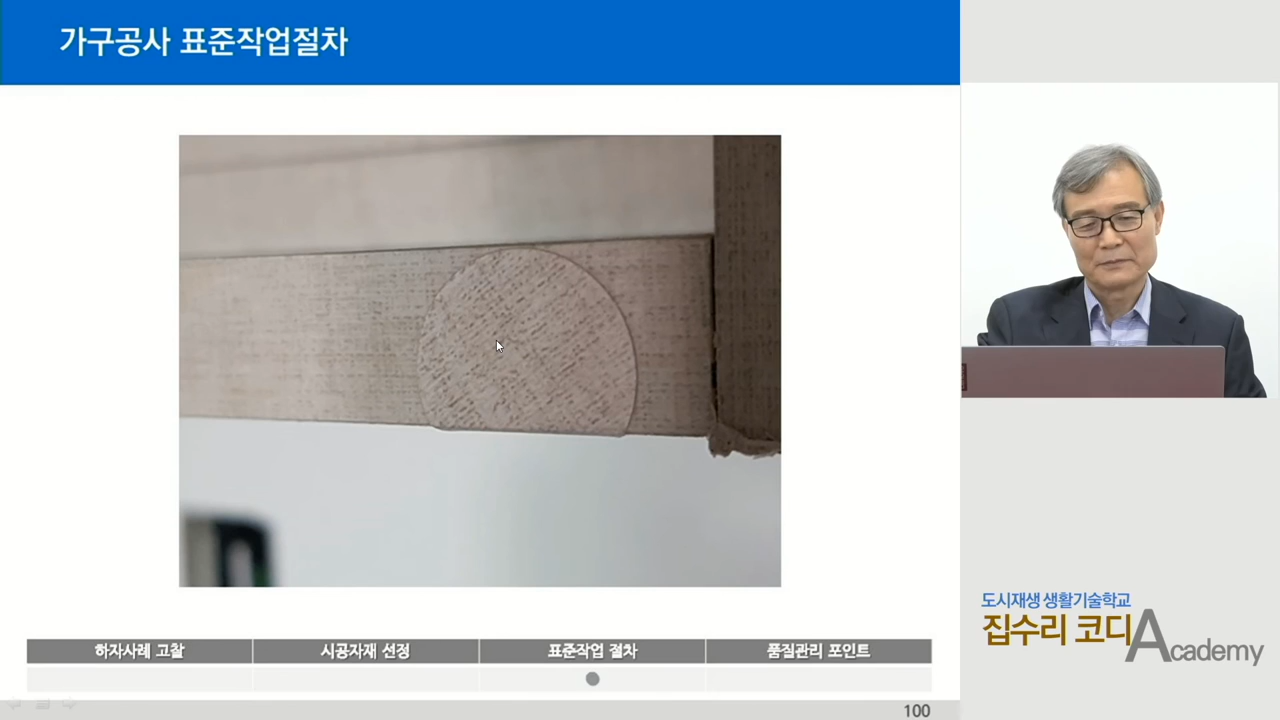 가구공사 표준작업절차
하자사례 고찰
시공자재 선정
표준작업 절차
품질관리 포인트
100
도시재생 생활기술학교
집수리 코디Academy